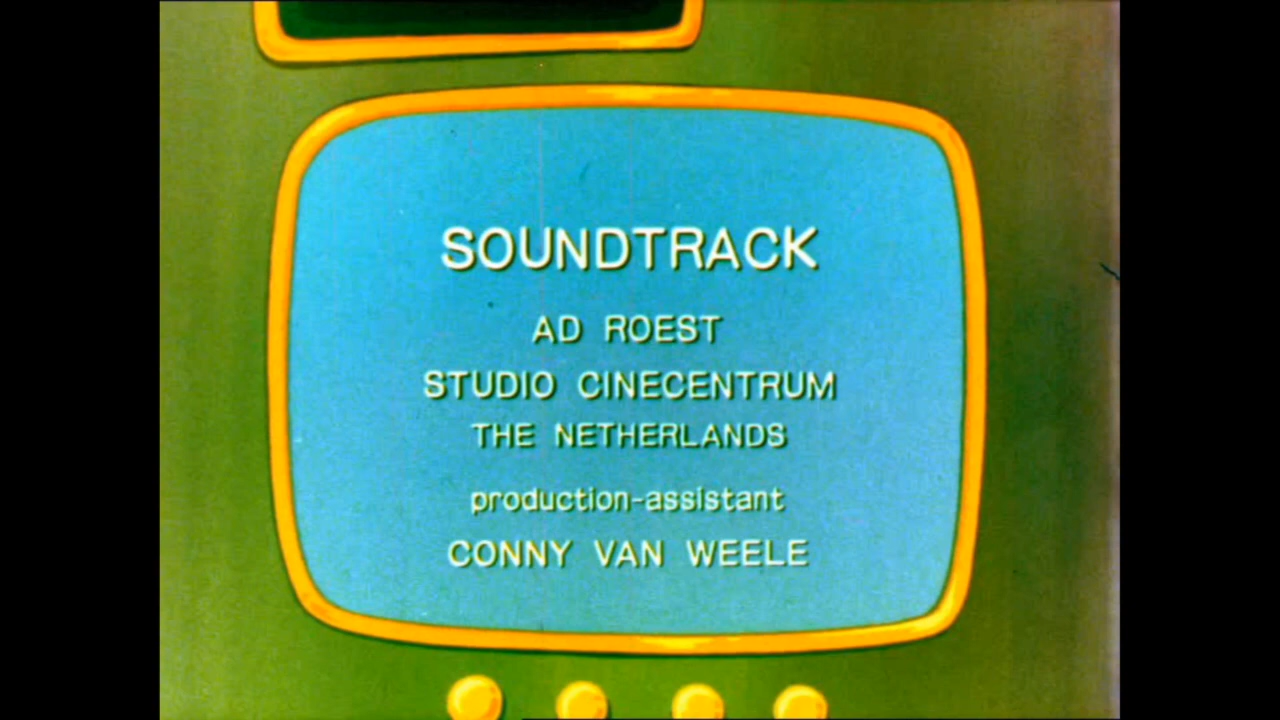 SOUNDTRACK
AD ROEST
STUDIO CINECENTRUM
THE NETHERLANDS
production-assistant
CONNY VAN WEELE